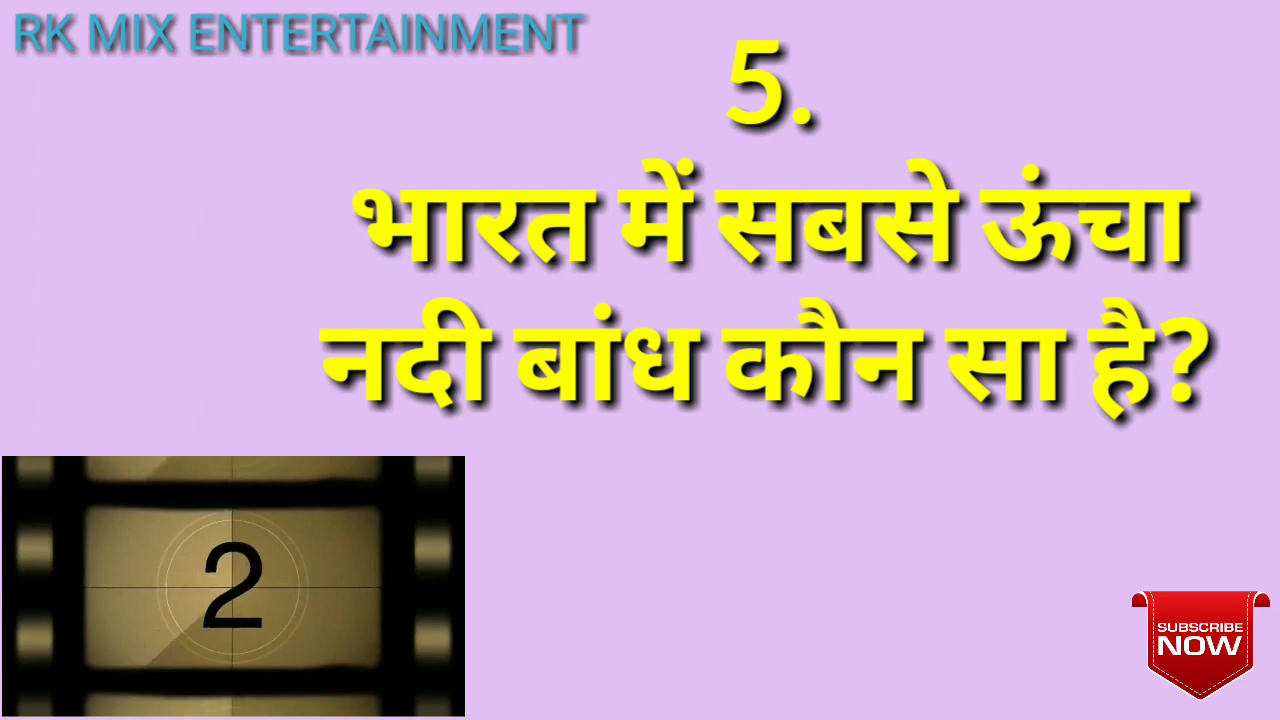 RK MIX ENTERTAINMENT
5.
भारत में सबसे ऊंचा
नदी बांध कौन सा है?
2
SUBSCRIBE
NOW